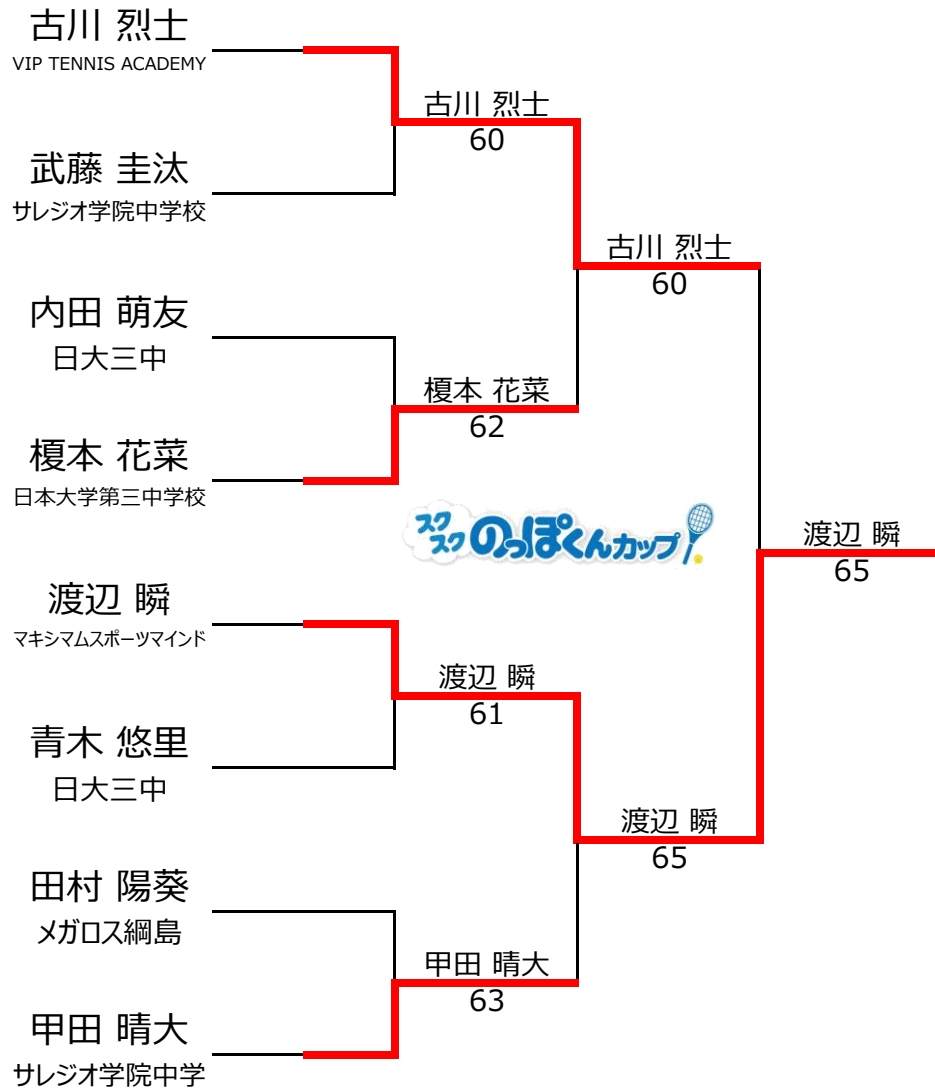 古川 烈士
VIP TENNIS ACADEMY
武藤 圭汰
サレジオ学院中学校
内田 萌友
日大三中
榎本 花菜
日本大学第三中学校
渡辺 瞬
マキシマムスポーツマインド
青木 悠里
日大三中
田村 陽葵
メガロス綱島
甲田 晴大
サレジオ学院中学
古川 烈士
60
榎本 花菜
62
渡辺 瞬
61
甲田 晴大
63
古川 烈士
60
渡辺 瞬
65
渡辺 瞬
65
スクスク のっぽくんカップ